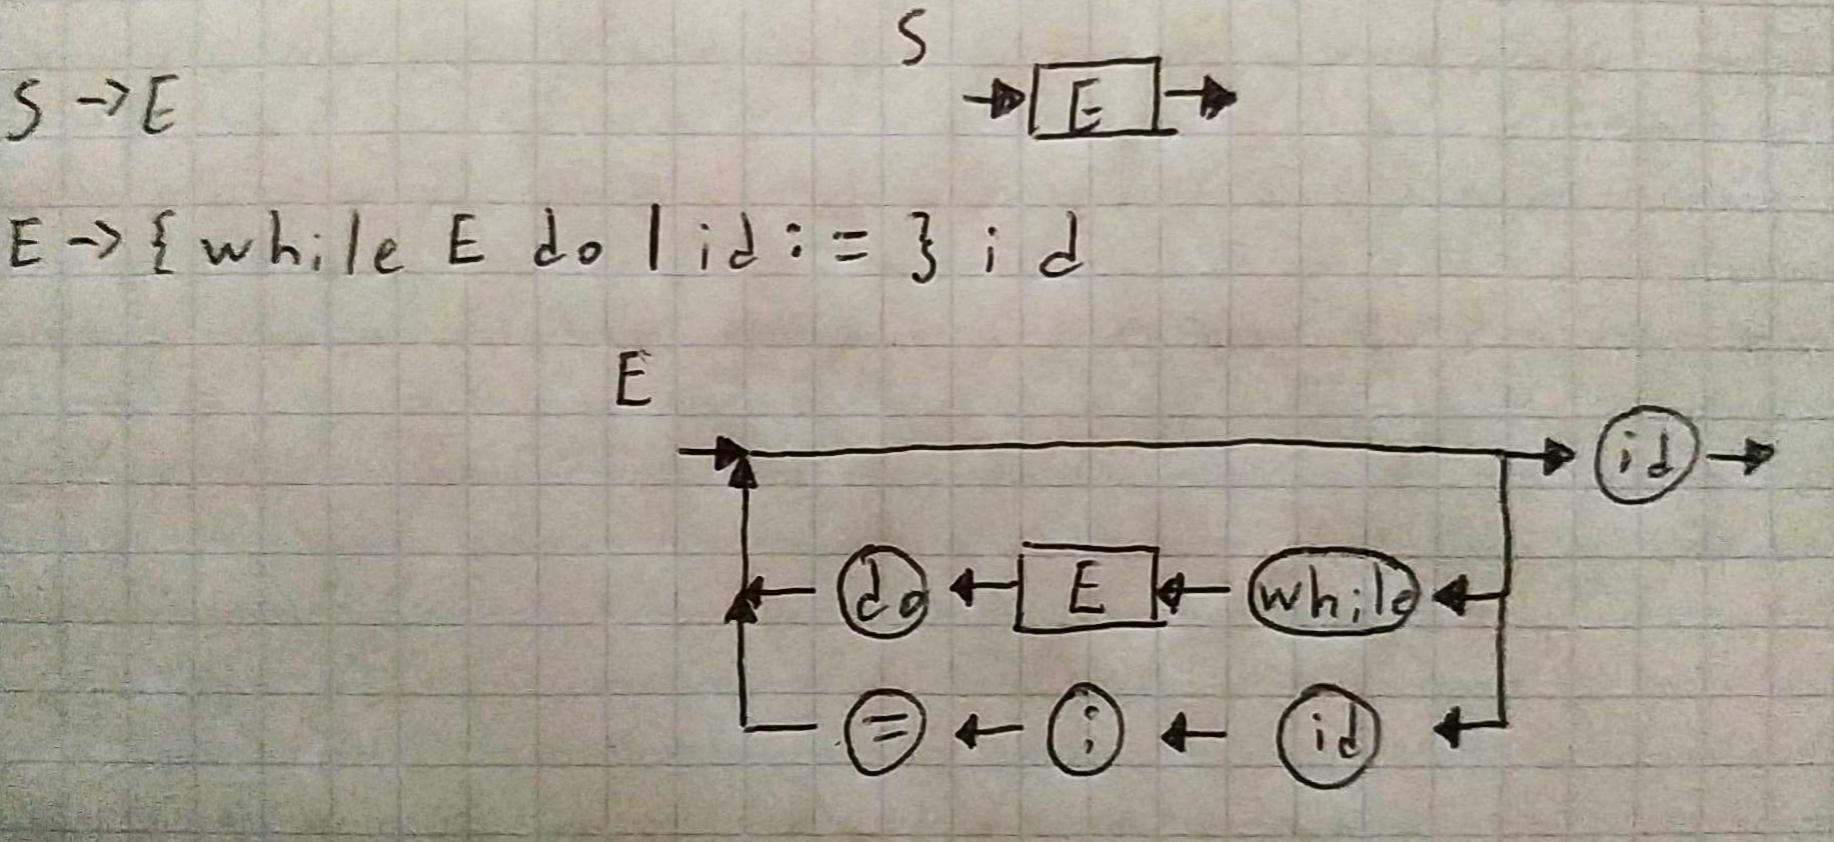 S
S → E
E
E → { while E do | id := } id
E
id
do E while
= ; id